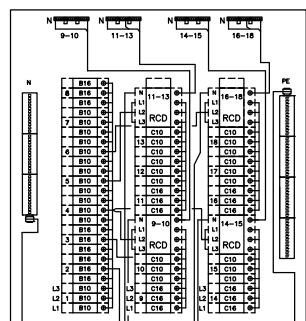 N N N N
9-10 11-13 14-15 16-18
N
PE
B16
8 B16
B10
B10
7 B10
B10
B10
6 B10
B10
B10
5 B10
B10
B10
4 B10
B10
B16
3 B16
B16
B16
2 B16
B16
L3 B10
L2 1 B10
L1 B10
N 11-13
L1
L2 RCD
L3
C10
13 C10
C10
C10
12 C10
C10
C16
11 C16
C16
N 9-10
L1
L2 RCD
L3
C10
10 C10
C10
L3 C16
L2 9 C16
L1 C16
N 16-18
L1
L2 RCD
L3
C10
18 C10
C10
C10
17 C10
C10
C16
16 C16
C16
N 14-15
L1
L2 RCD
L3
C10
15 C10
C10
L3 C16
L2 14 C16
L1 C16